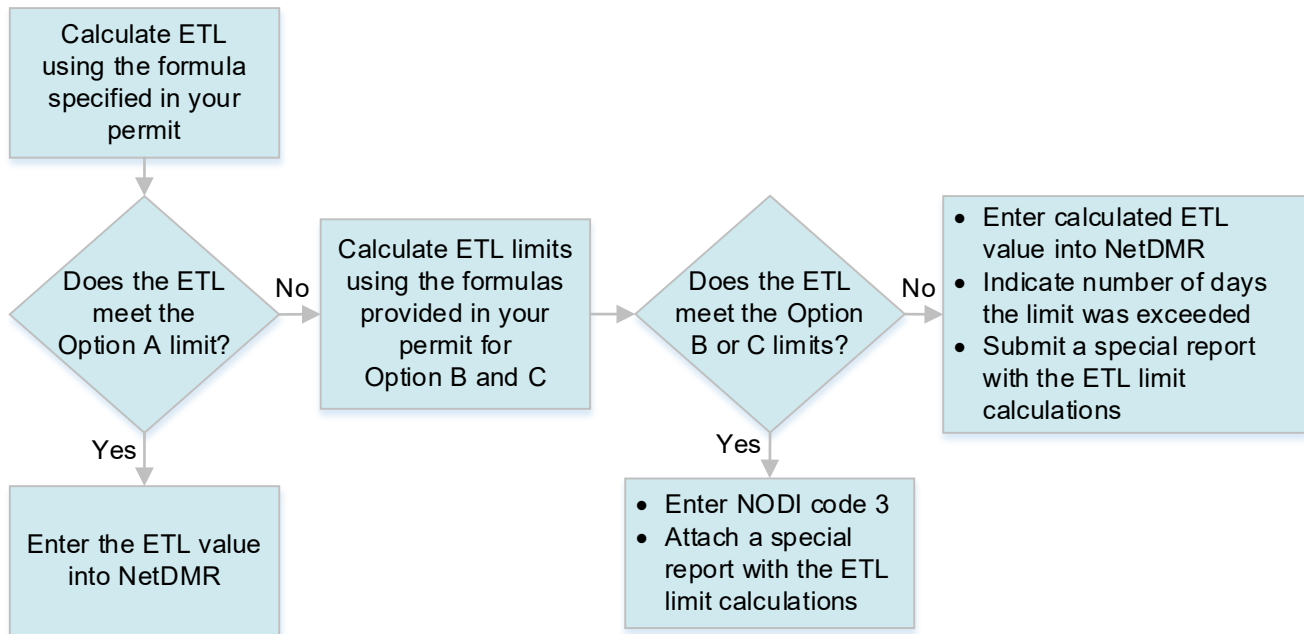 Calculate ETL
using the formula
specified in your
permit
Does the ETL
meet the
Option A limit?
No
Yes
Enter the ETL value
into NetDMR
Calculate ETL limits
using the formulas
provided in your
permit for
Option B and C
Does the ETL
meet the Option
B or C limits?
No
Yes
• Enter NODI code 3
• Attach a special
report with the ETL
limit calculations
• Enter calculated ETL
value into NetDMR
• Indicate number of days
the limit was exceeded
• Submit a special report
with the ETL limit
calculations